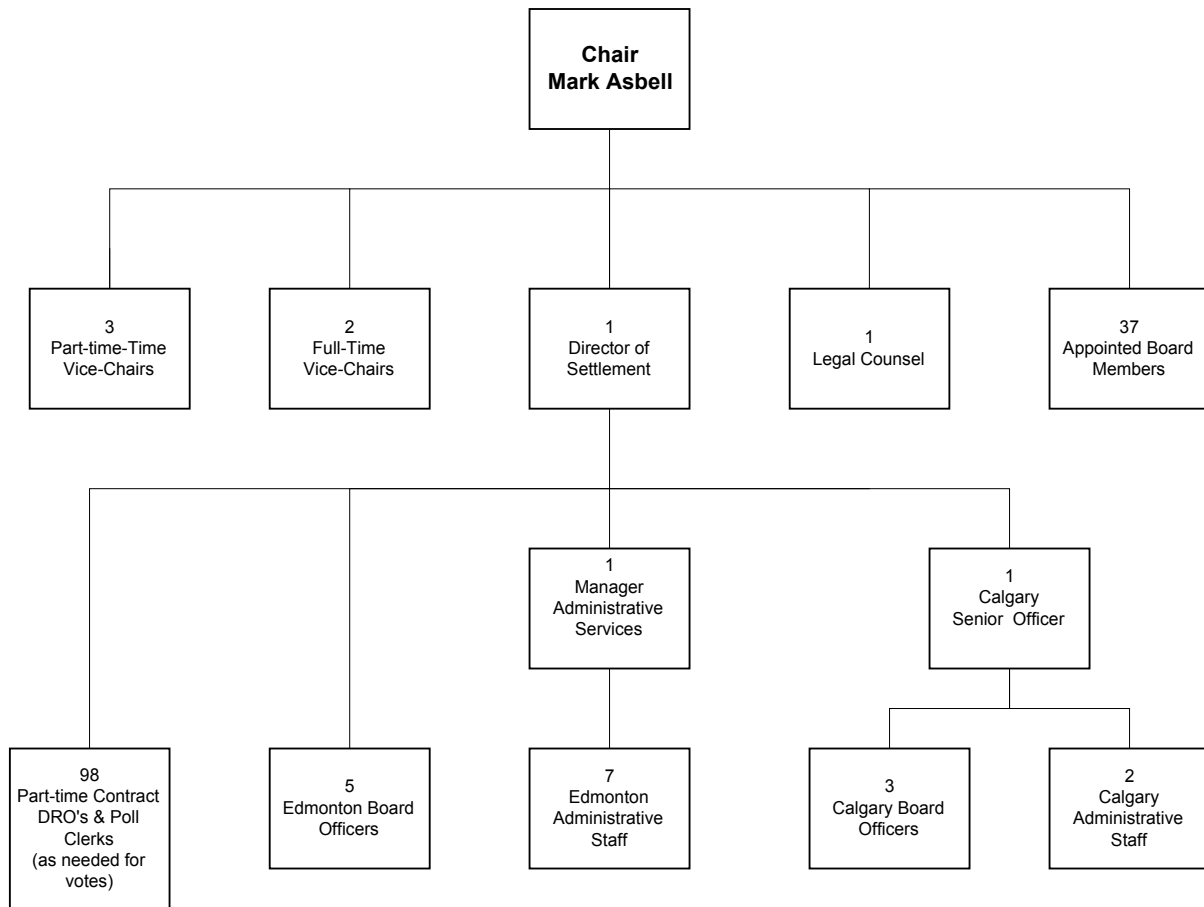 Chair
Mark Asbell
3
Part-time-Time
Vice-Chairs
2
Full-Time
Vice-Chairs
1
Director of
Settlement
1
Legal Counsel
37
Appointed Board
Members
1
Manager
Administrative
Services
1
Calgary
Senior Officer
98
Part-time Contract
DRO's & Poll
Clerks
(as needed for
votes)
5
Edmonton Board
Officers
7
Edmonton
Administrative
Staff
3
Calgary Board
Officers
2
Calgary
Administrative
Staff